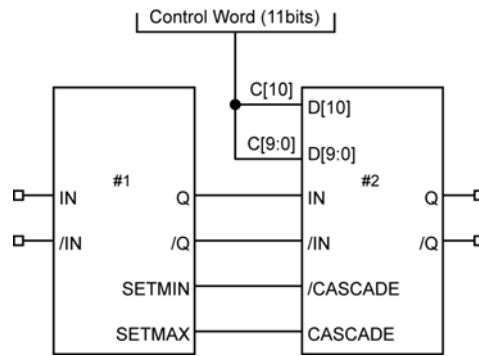 Control Word (11bits)
C[10]
D[10]
C[9:0]
D[9:0]
#1
#2
IN
Q
IN
Q
/IN
/Q
/IN
/Q
SETMIN
/CASCADE
SETMAX
CASCADE